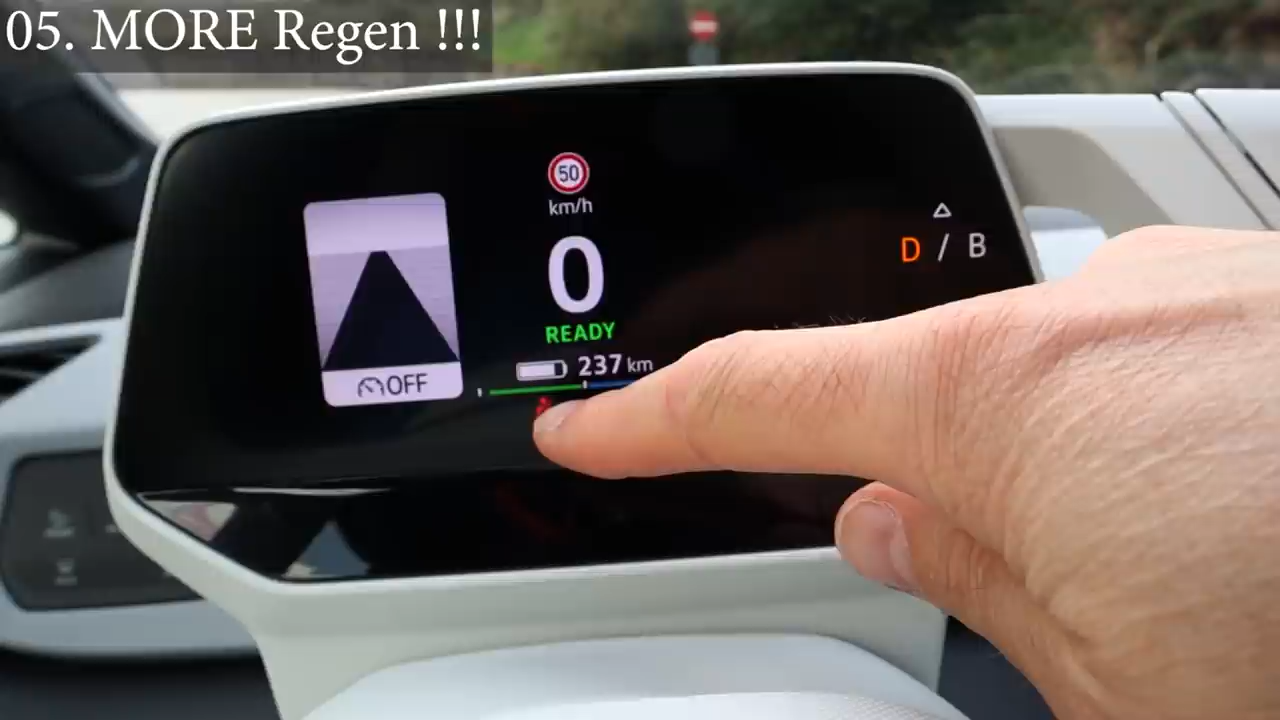 05. MORE Regen !!!
50
km/h
0
READY
237 km
OFF
D / B